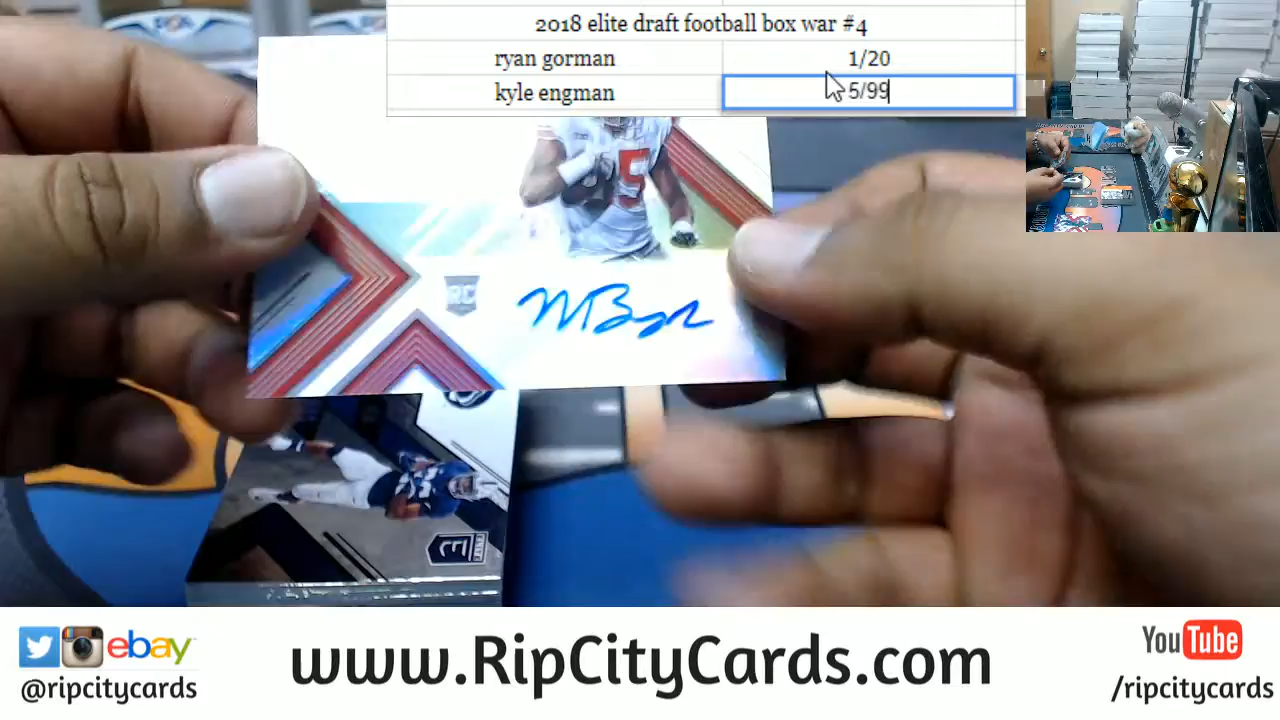 2018 elite draft football box war #4
ryan gorman 1/20
kyle engman 5/99
5
RC
E
ebay
@ripcitycards
www.RipCityCards.com
YouTube
/ripcitycards